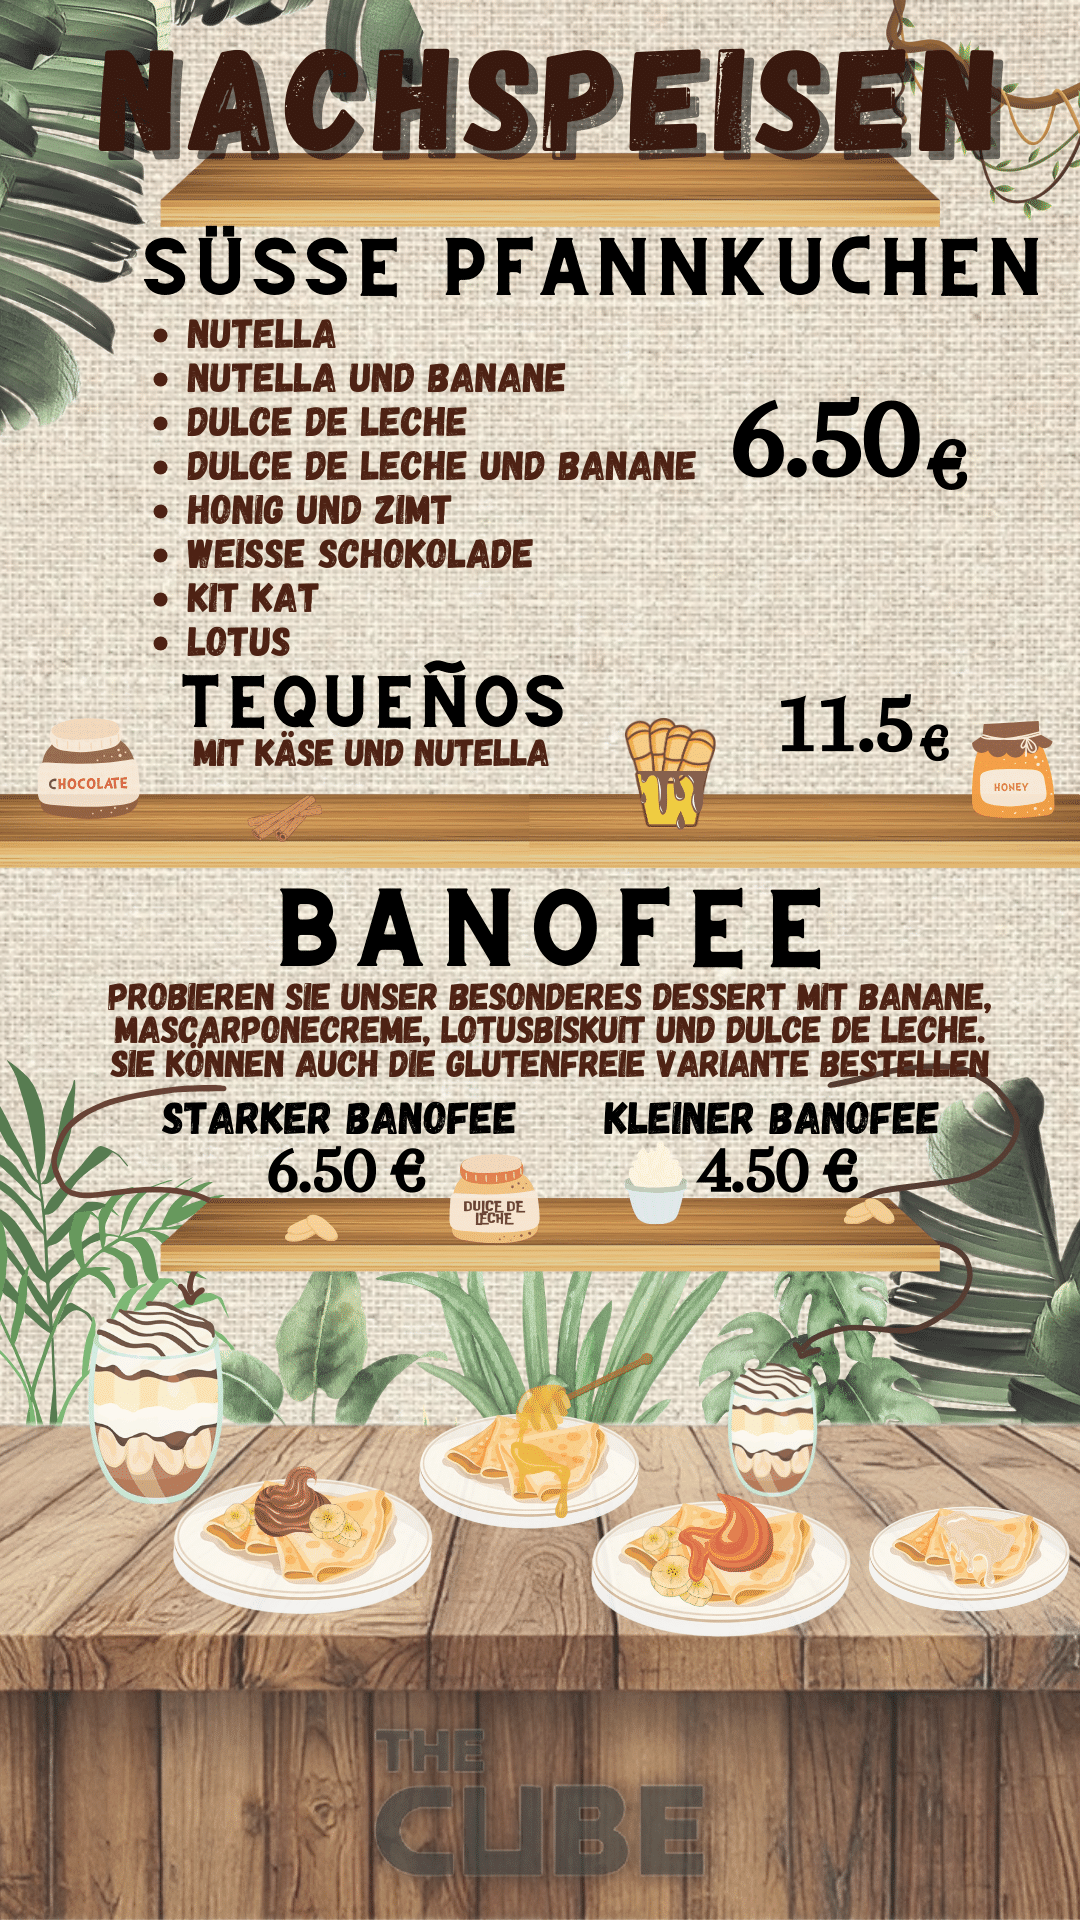 NACHSPEISEN
SÜSSE PFANNKUCHEN
• NUTELLA
• NUTELLA UND BANANE
• DULCE DE LECHE
• DULCE DE LECHE UND BANANE
6.50€
• HONIG UND ZIMT
• WEISSE SCHOKOLADE
• KIT KAT
• LOTUS
TEQUEÑOS
11.5€
MIT KÄSE UND NUTELLA
CHOCOLATE
HONEY
BANOFEE
PROBIEREN SIE UNSER BESONDERES DESSERT MIT BANANE,
MASCARPONECREME, LOTUSBISKUIT UND DULCE DE LECHE.
SIE KÖNNEN AUCH DIE GLUTENFREIE VARIANTE BESTELLEN
STARKER BANOFEE
6.50 €
KLEINER BANOFEE
4.50 €
DULCE DE
LECHE
THE
CUBE